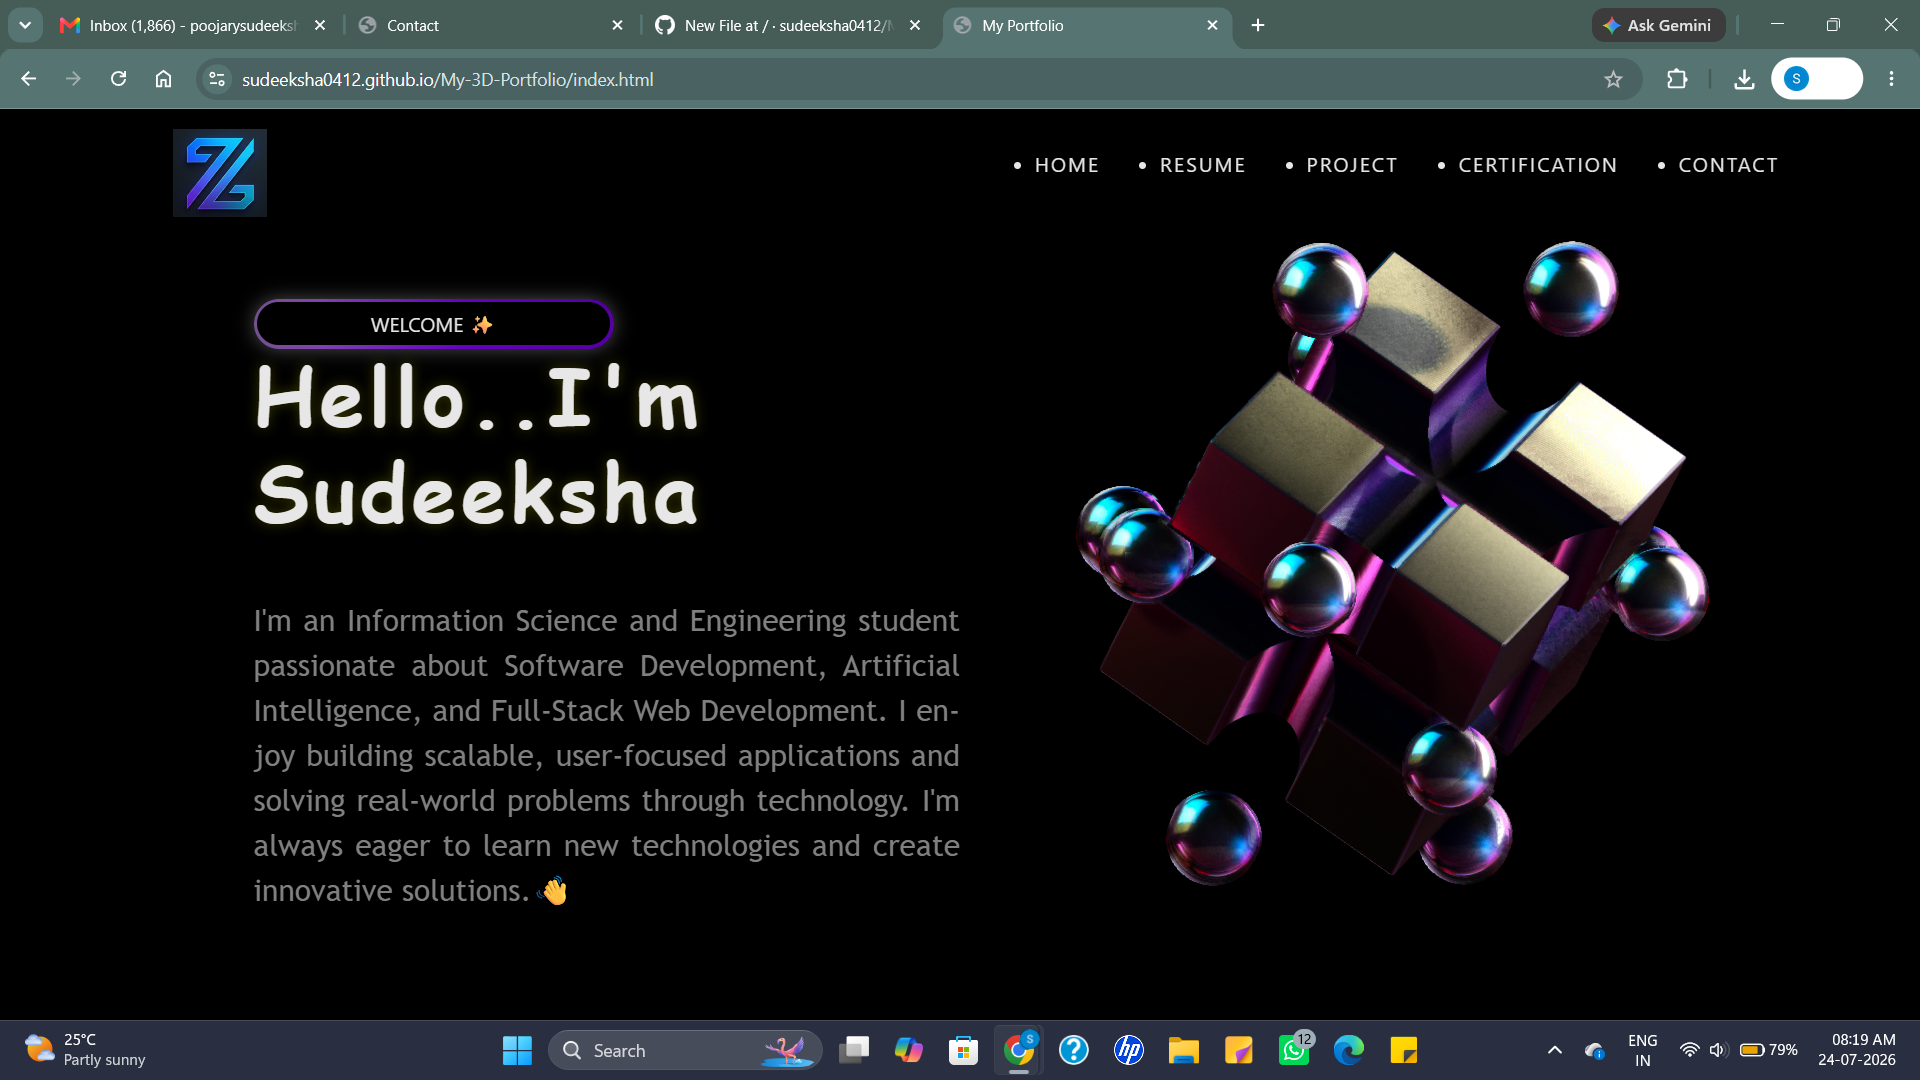 Inbox (1,866) - poojarysudeeksh
Contact
New File at / · sudeeksha0412/
My Portfolio
Ask Gemini
sudeeksha0412.github.io/My-3D-Portfolio/index.html
S
• HOME • RESUME • PROJECT • CERTIFICATION • CONTACT
WELCOME ✨
Hello..I'm
Sudeeksha
I'm an Information Science and Engineering student
passionate about Software Development, Artificial
Intelligence, and Full-Stack Web Development. I en-
joy building scalable, user-focused applications and
solving real-world problems through technology. I'm
always eager to learn new technologies and create
innovative solutions. 👋
25°C
Partly sunny
Search
S
hp
12
ENG
IN
79%
08:19 AM
24-07-2026